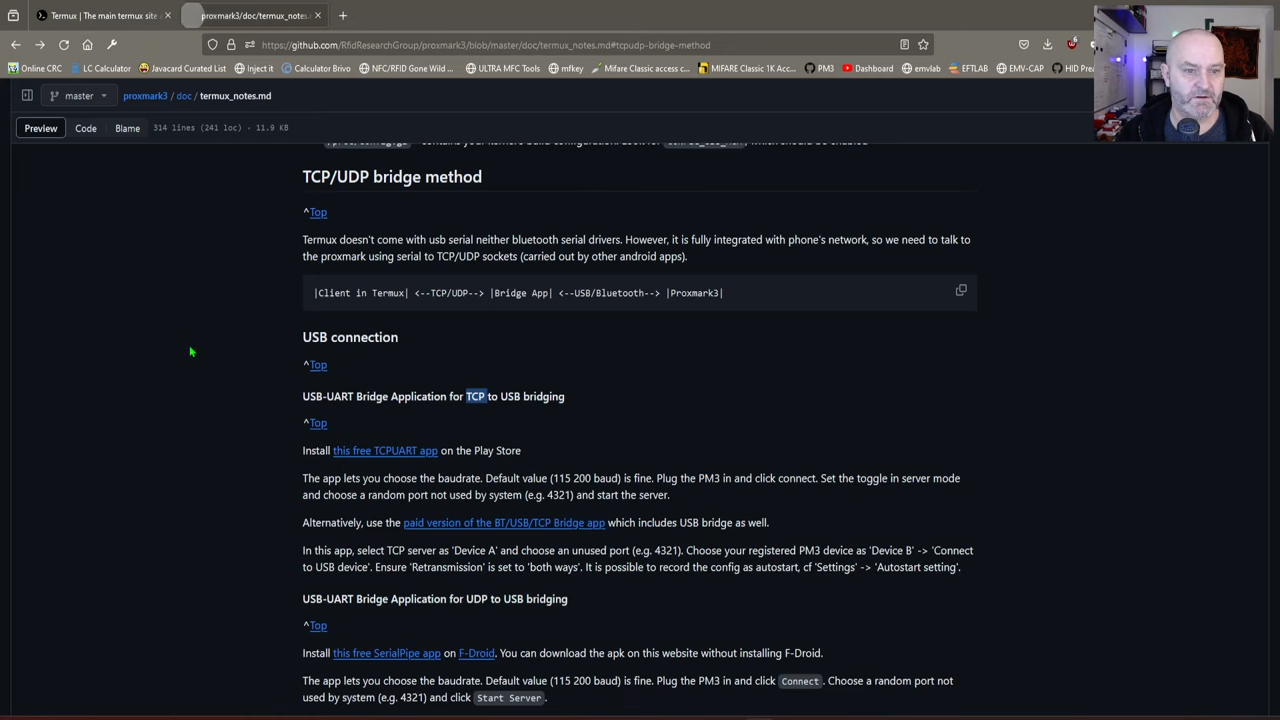 Termux | The main termux site
proxmark3/doc/termux_notes.
https://github.com/RfidResearchGroup/proxmark3/blob/master/doc/termux_notes.md#tcpudp-bridge-method
Online CRC
LC Calculator
Javacard Curated List
Inject it
Calculator Brivo
NFC/RFID Gone Wild ...
ULTRA MFC Tools
mfkey
Mifare Classic access c...
MIFARE Classic 1K Acc...
PM3
Dashboard
emvlab
EFTLAB
EMV-CAP
HID Prea
master
proxmark3 / doc / termux_notes.md
Preview
Code
Blame
314 lines (241 loc) · 11.9 KB
TCP/UDP bridge method
^Top
Termux doesn't come with usb serial neither bluetooth serial drivers. However, it is fully integrated with phone's network, so we need to talk to
the proxmark using serial to TCP/UDP sockets (carried out by other android apps).
|Client in Termux| <--TCP/UDP--> |Bridge App| <--USB/Bluetooth--> |Proxmark3|
USB connection
^Top
USB-UART Bridge Application for TCP to USB bridging
^Top
Install this free TCPUART app on the Play Store
The app lets you choose the baudrate. Default value (115 200 baud) is fine. Plug the PM3 in and click connect. Set the toggle in server mode
and choose a random port not used by system (e.g. 4321) and start the server.
Alternatively, use the paid version of the BT/USB/TCP Bridge app which includes USB bridge as well.
In this app, select TCP server as 'Device A' and choose an unused port (e.g. 4321). Choose your registered PM3 device as 'Device B' -> 'Connect
to USB device'. Ensure 'Retransmission' is set to 'both ways'. It is possible to record the config as autostart, cf 'Settings' -> 'Autostart setting'.
USB-UART Bridge Application for UDP to USB bridging
^Top
Install this free SerialPipe app on F-Droid. You can download the apk on this website without installing F-Droid.
The app lets you choose the baudrate. Default value (115 200 baud) is fine. Plug the PM3 in and click Connect. Choose a random port not
used by system (e.g. 4321) and click Start Server.